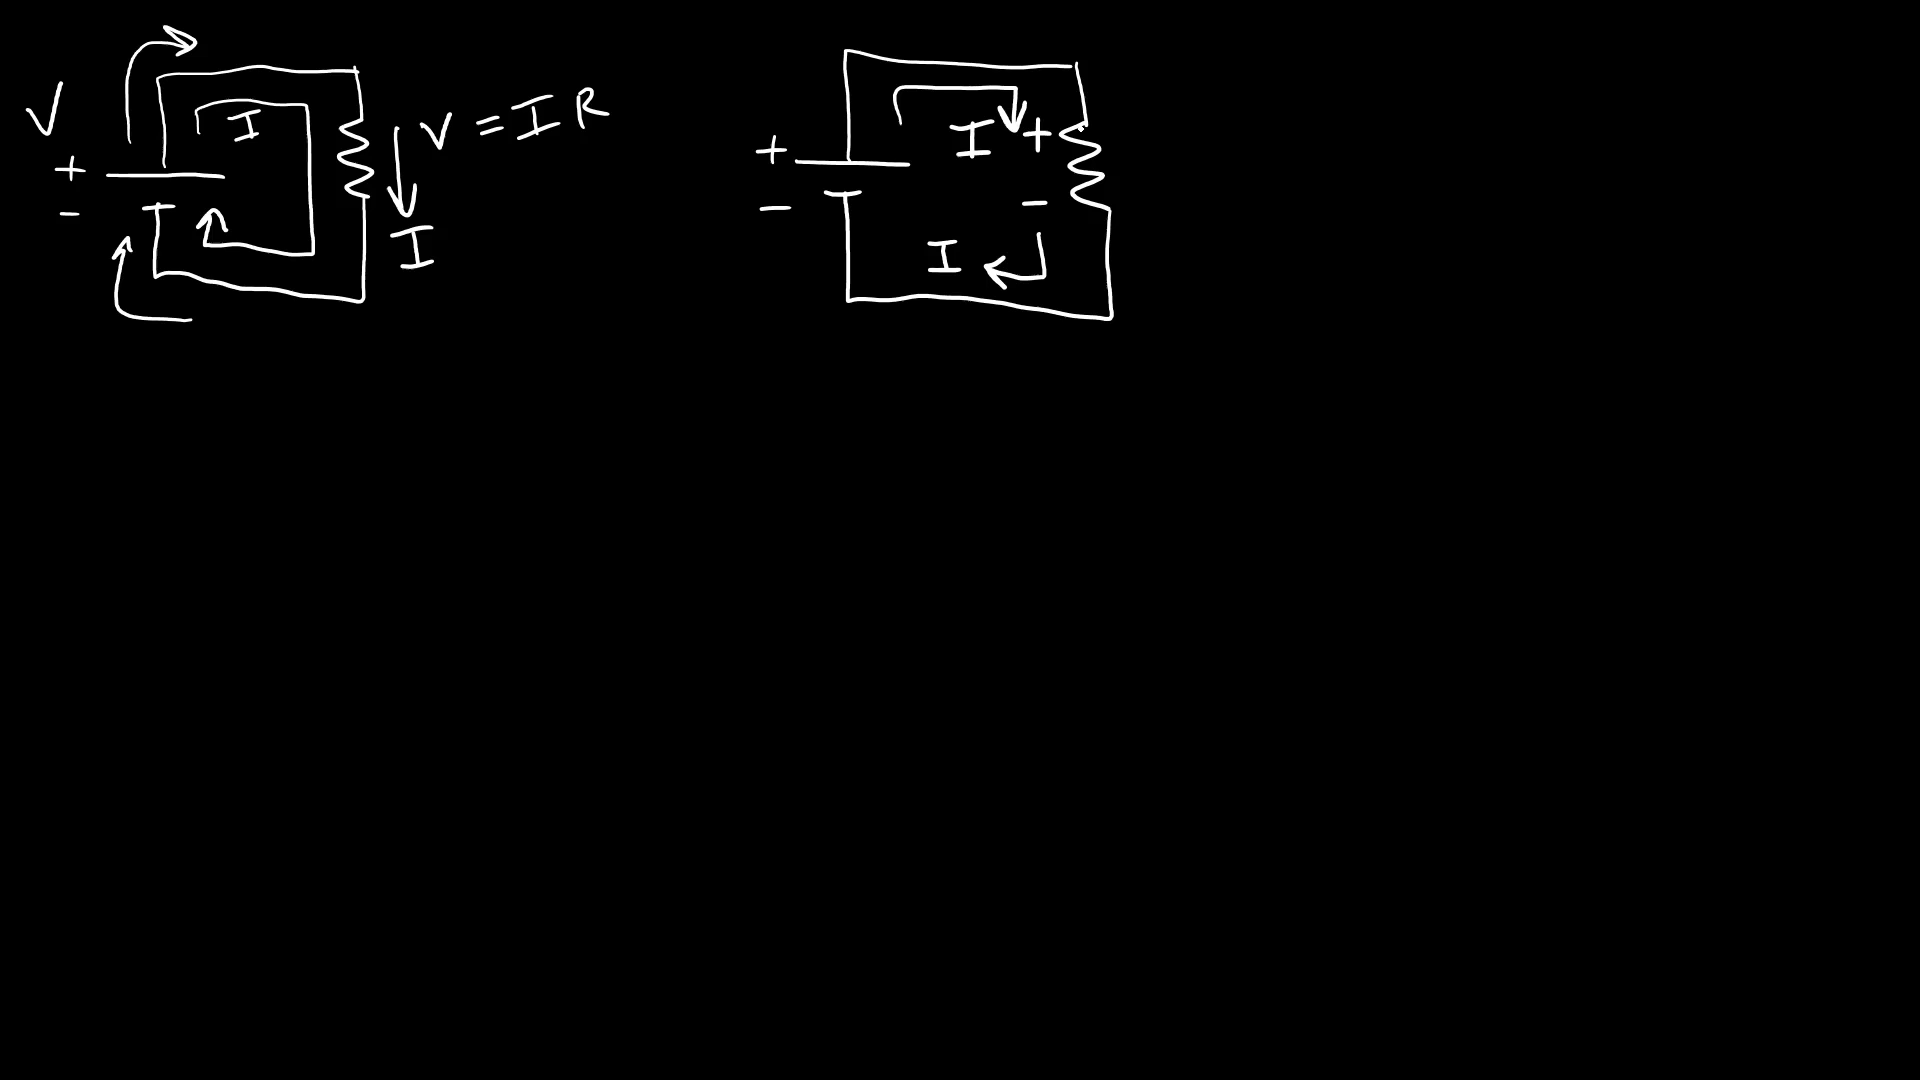 V
I
V = IR
+
-
I
+
-
I +
-
I